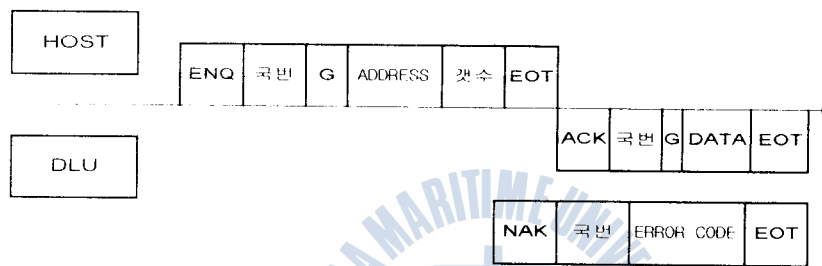 HOST
ENQ 국번 G ADDRESS 갯수 EOT
ACK 국번 G DATA EOT
DLU
NAK 국번 ERROR CODE EOT